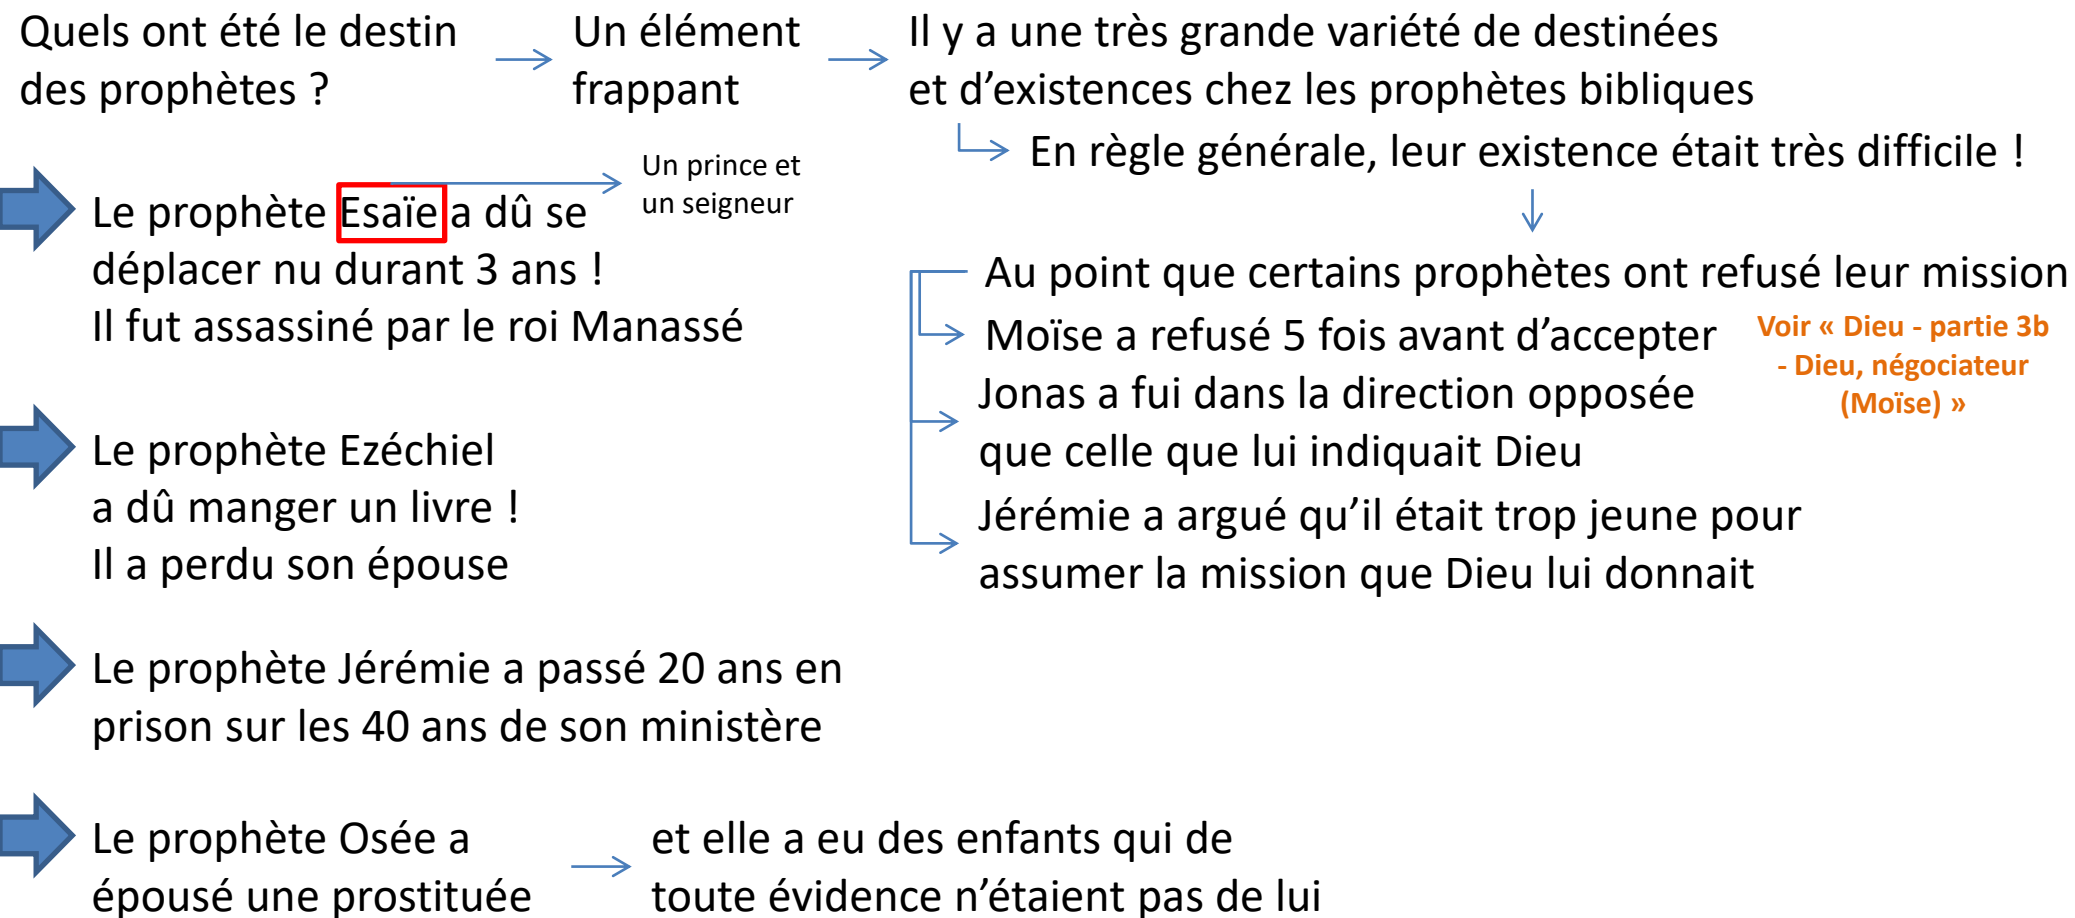 Quels ont été le destin
des prophètes ?
Un élément
frappant
Il y a une très grande variété de destinées
et d’existences chez les prophètes bibliques
En règle générale, leur existence était très difficile !
Un prince et
un seigneur
Le prophète Esaïe a dû se
déplacer nu durant 3 ans !
Il fut assassiné par le roi Manassé
Au point que certains prophètes ont refusé leur mission
Moïse a refusé 5 fois avant d’accepter
Voir « Dieu - partie 3b
- Dieu, négociateur
(Moïse) »
Jonas a fui dans la direction opposée
que celle que lui indiquait Dieu
Jérémie a argué qu’il était trop jeune pour
assumer la mission que Dieu lui donnait
Le prophète Ezéchiel
a dû manger un livre !
Il a perdu son épouse
Le prophète Jérémie a passé 20 ans en
prison sur les 40 ans de son ministère
Le prophète Osée a
épousé une prostituée
et elle a eu des enfants qui de
toute évidence n’étaient pas de lui